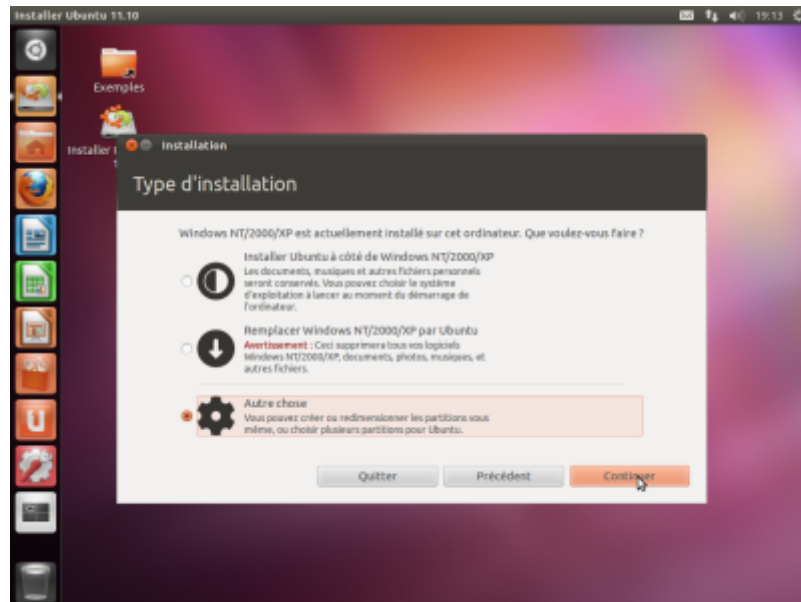 Installer Ubuntu 11.10
19:13
Exemples
Installer
Installation
Type d'installation
Windows NT/2000/XP est actuellement installé sur cet ordinateur. Que voulez-vous faire ?
Installer Ubuntu à côté de Windows NT/2000/XP
Les documents, musiques et autres fichiers personnels
seront conservés. Vous pouvez choisir le système
d'exploitation à lancer au moment du démarrage de
l'ordinateur.
Remplacer Windows NT/2000/XP par Ubuntu
Avertissement : Ceci supprimera tous vos logiciels
Windows NT/2000/XP, documents, photos, musiques, et
autres fichiers.
Autre chose
Vous pouvez créer ou redimensionner les partitions vous
même, ou choisir plusieurs partitions pour Ubuntu.
Quitter
Précédent
Continuer